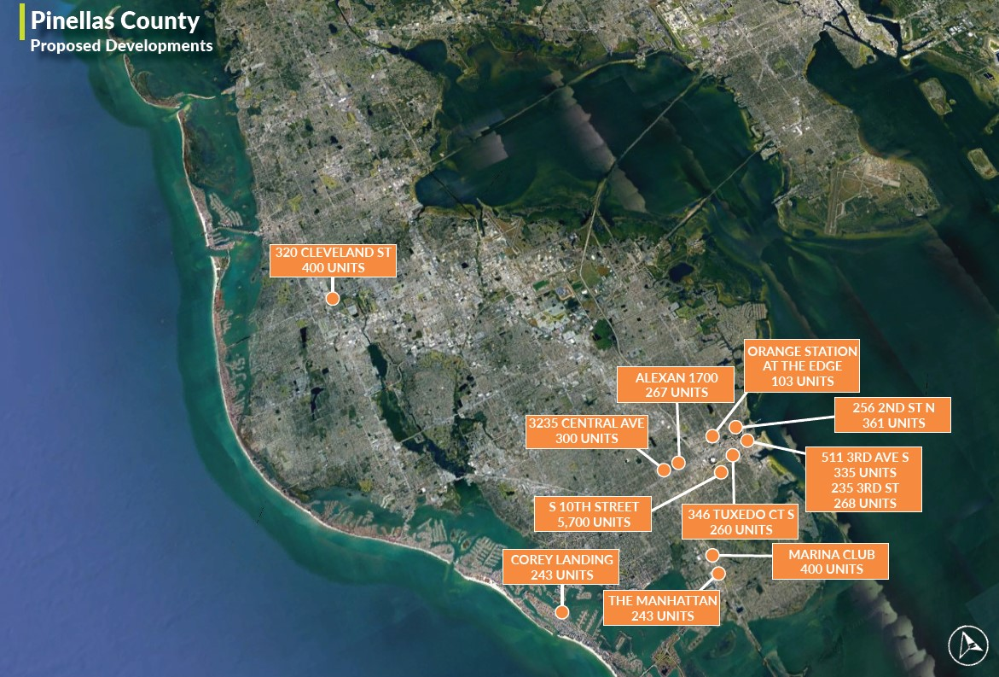 Pinellas County
Proposed Developments
320 CLEVELAND ST
400 UNITS
ORANGE STATION
AT THE EDGE
103 UNITS
ALEXAN 1700
267 UNITS
256 2ND ST N
361 UNITS
3235 CENTRAL AVE
300 UNITS
511 3RD AVE S
335 UNITS
235 3RD ST
268 UNITS
S 10TH STREET
5,700 UNITS
346 TUXEDO CT S
260 UNITS
MARINA CLUB
400 UNITS
COREY LANDING
243 UNITS
THE MANHATTAN
243 UNITS